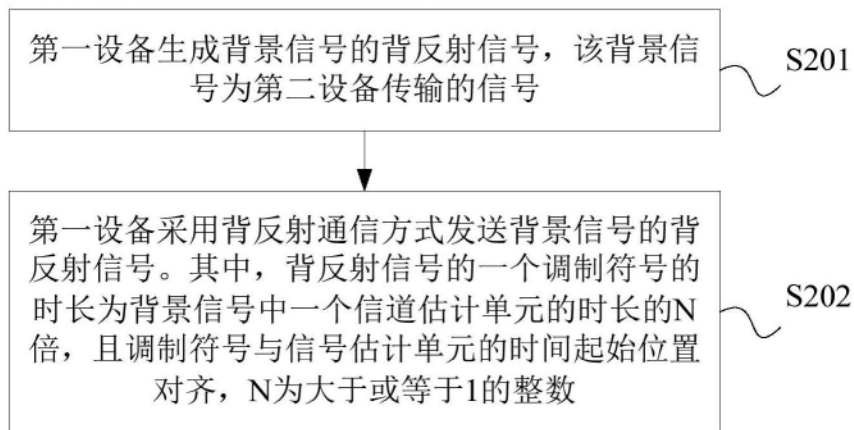 第一设备生成背景信号的背反射信号，该背景信
号为第二设备传输的信号
S201
第一设备采用背反射通信方式发送背景信号的背
反射信号。其中，背反射信号的一个调制符号的
时长为背景信号中一个信道估计单元的时长的N
倍，且调制符号与信号估计单元的时间起始位置
对齐，N为大于或等于1的整数
S202